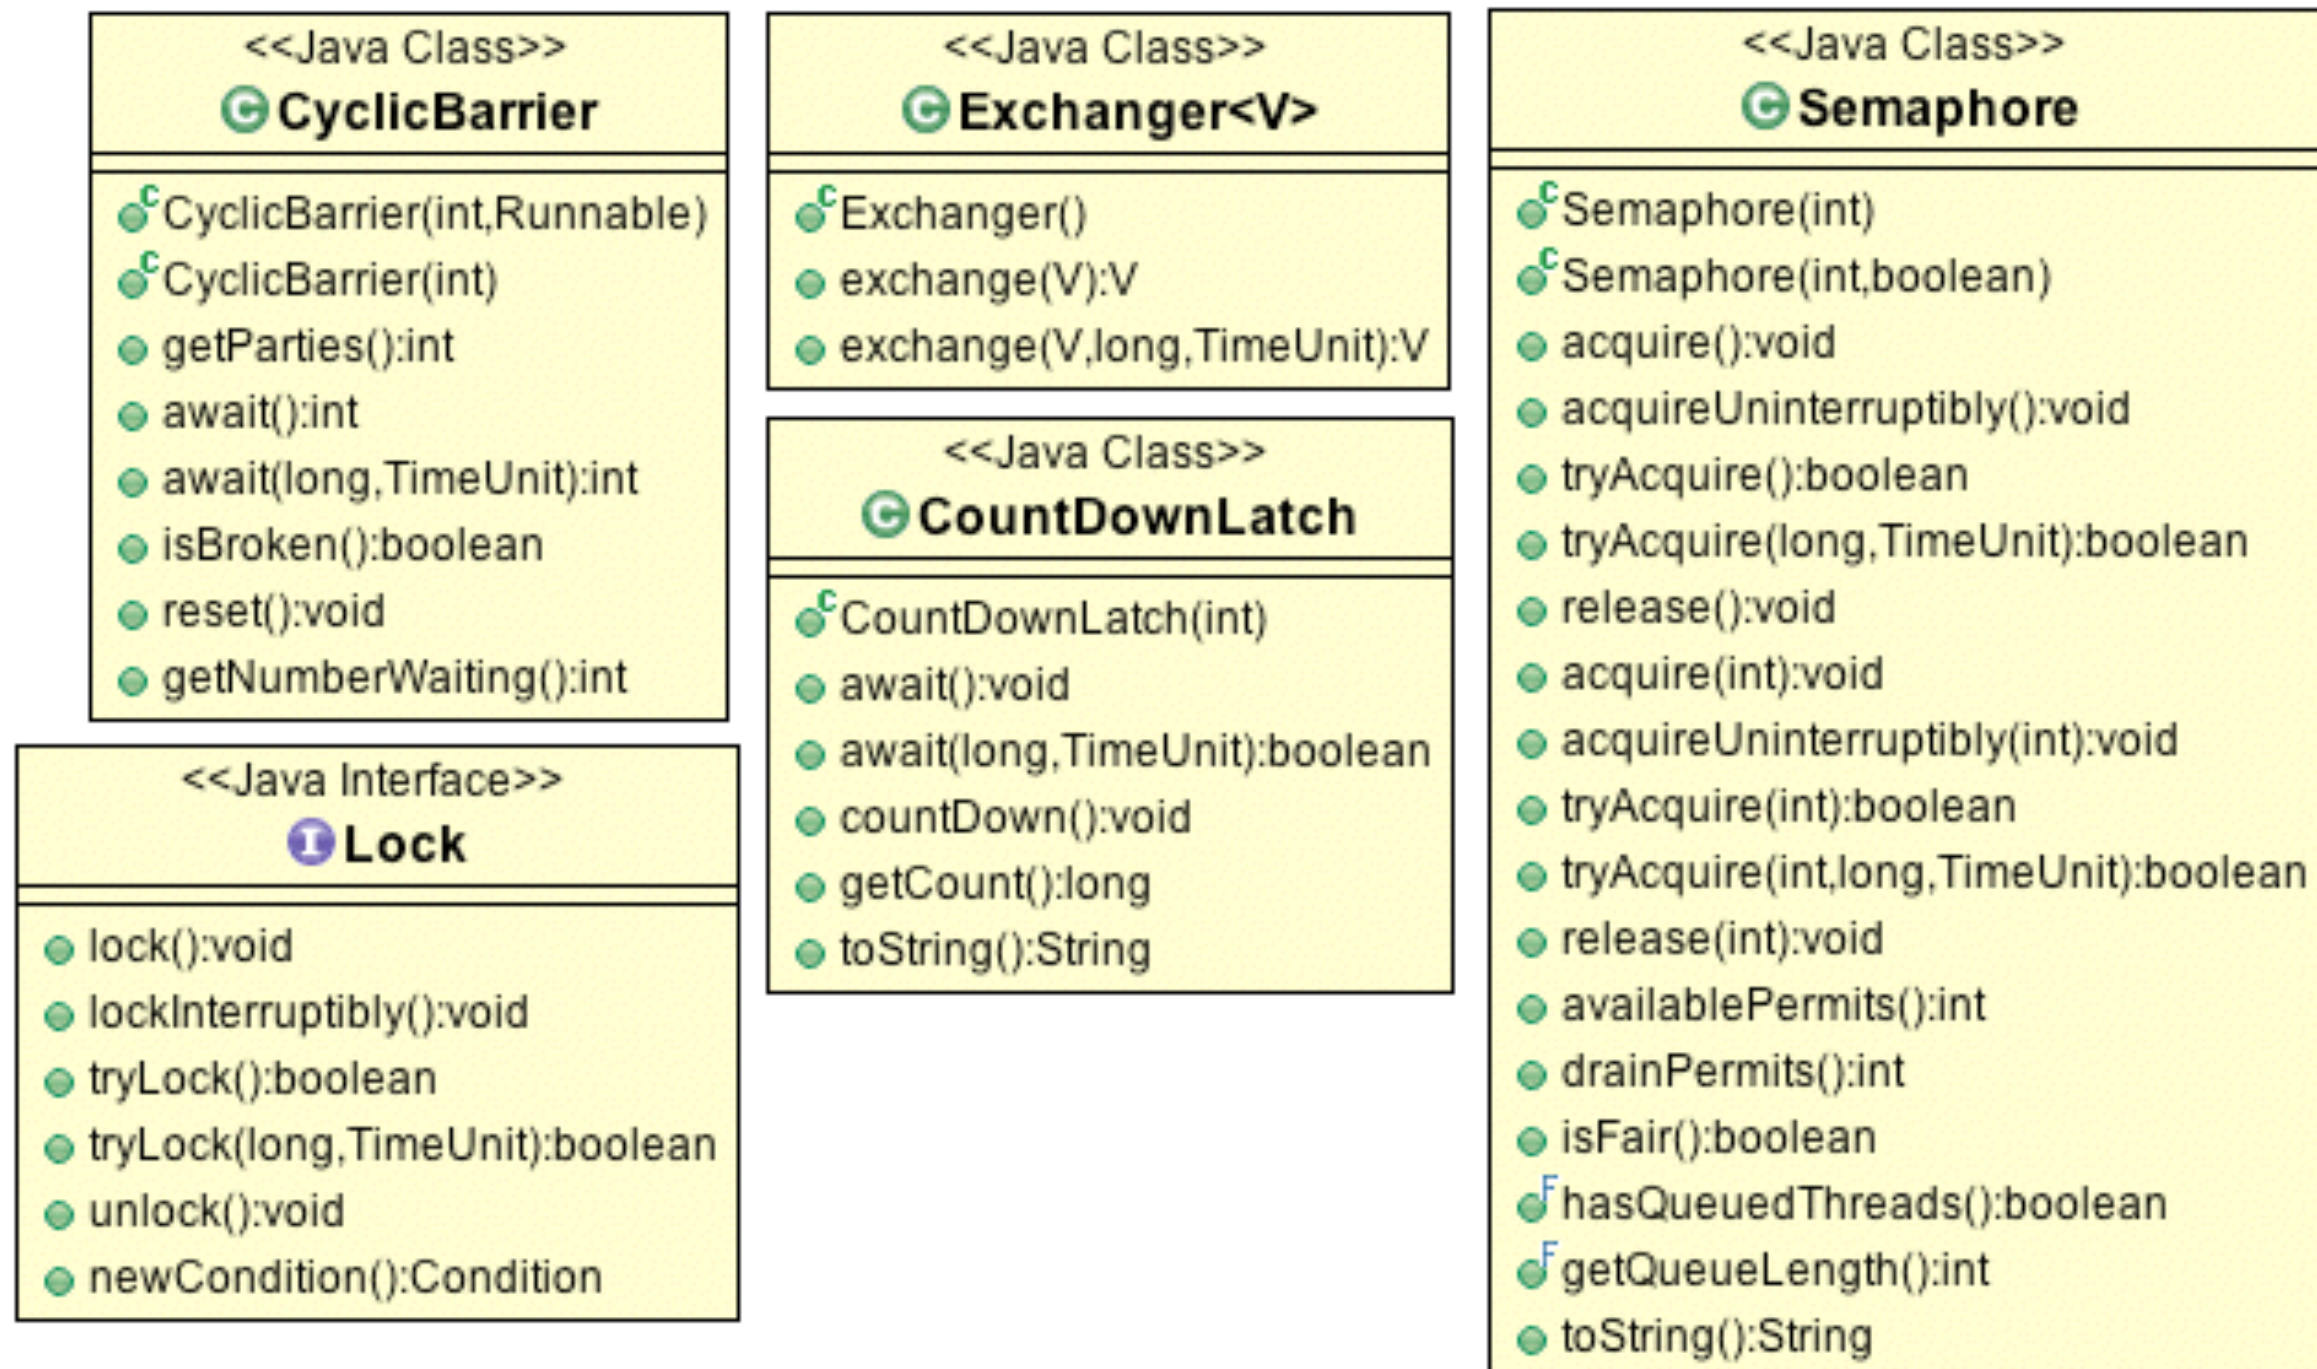 <<Java Class>>
CyclicBarrier
CyclicBarrier(int,Runnable)
CyclicBarrier(int)
getParties():int
await():int
await(long,TimeUnit):int
isBroken():boolean
reset():void
getNumberWaiting():int
<<Java Interface>>
Lock
lock():void
lockInterruptibly():void
tryLock():boolean
tryLock(long,TimeUnit):boolean
unlock():void
newCondition():Condition
<<Java Class>>
Exchanger<V>
Exchanger()
exchange(V):V
exchange(V,long,TimeUnit):V
<<Java Class>>
CountDownLatch
CountDownLatch(int)
await():void
await(long,TimeUnit):boolean
countDown():void
getCount():long
toString():String
<<Java Class>>
Semaphore
Semaphore(int)
Semaphore(int,boolean)
acquire():void
acquireUninterruptibly():void
tryAcquire():boolean
tryAcquire(long,TimeUnit):boolean
release():void
acquire(int):void
acquireUninterruptibly(int):void
tryAcquire(int):boolean
tryAcquire(int,long,TimeUnit):boolean
release(int):void
availablePermits():int
drainPermits():int
isFair():boolean
hasQueuedThreads():boolean
getQueueLength():int
toString():String